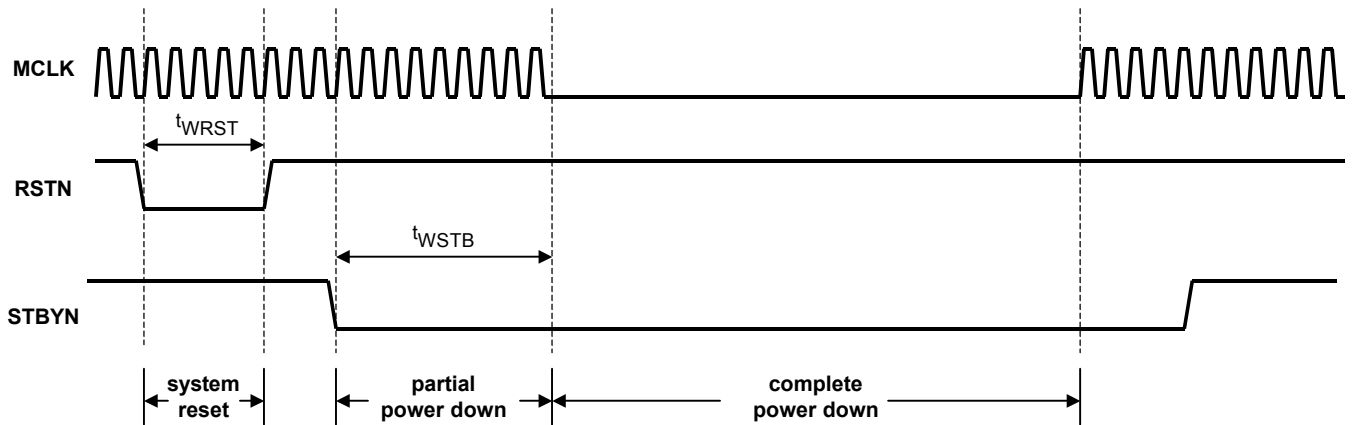 MCLK
tWRST
RSTN
tWSTB
STBYN
system
reset
partial
power down
complete
power down